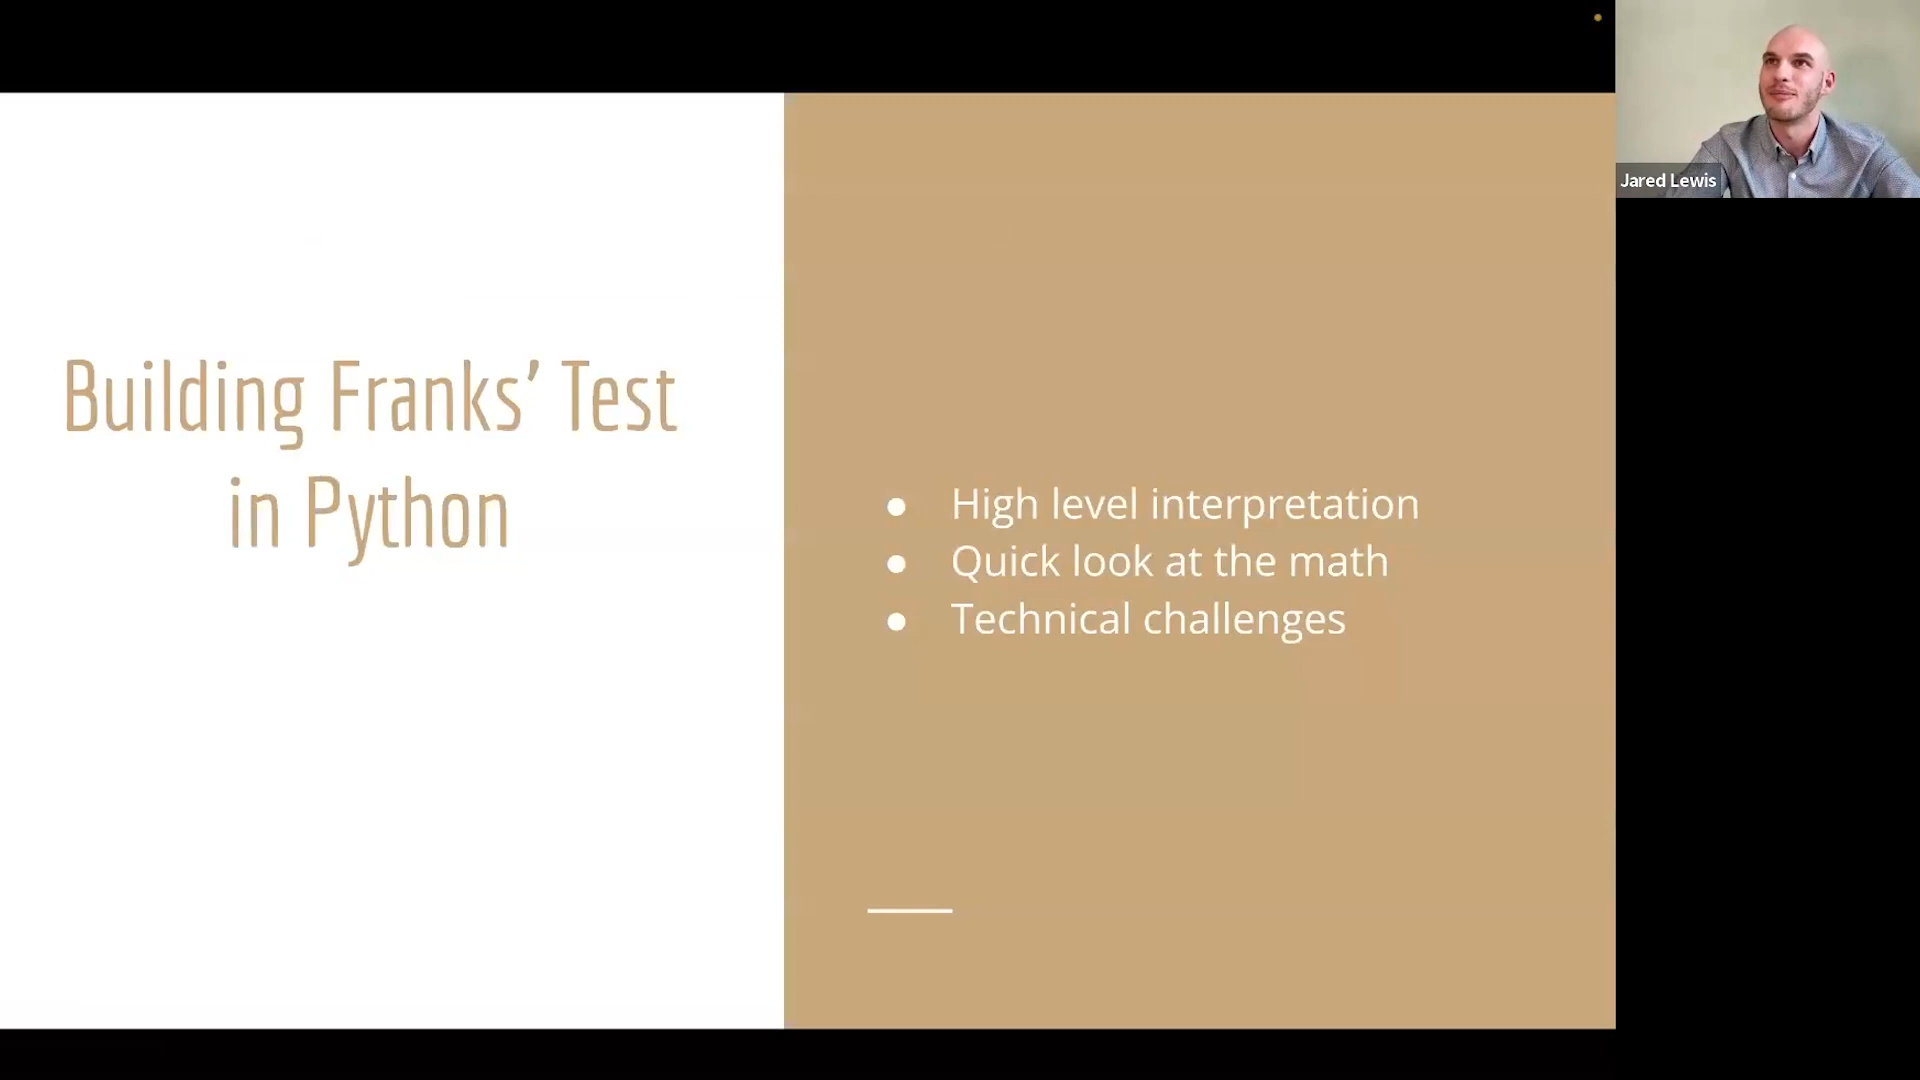 Building Franks’ Test
in Python
● High level interpretation
● Quick look at the math
● Technical challenges
Jared Lewis